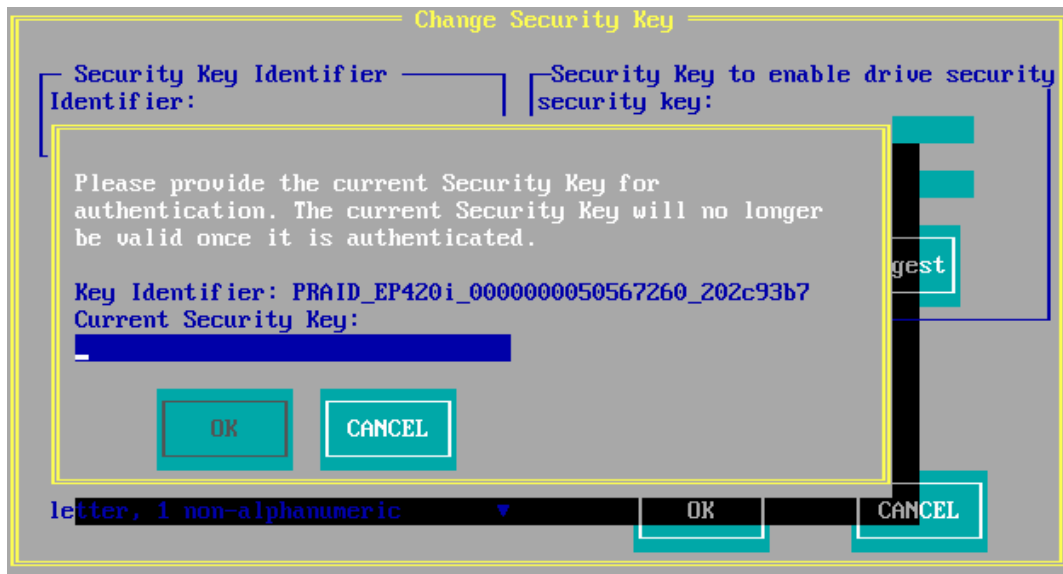 Change Security Key
Security Key Identifier
Identifier:
Security Key to enable drive security
security key:
Please provide the current Security Key for
authentication. The current Security Key will no longer
be valid once it is authenticated.
Key Identifier: PRAID_EP420i_0000000050567260_202c93b7
Current Security Key:
OK
CANCEL
gest
letter, 1 non-alphanumeric
OK
CANCEL